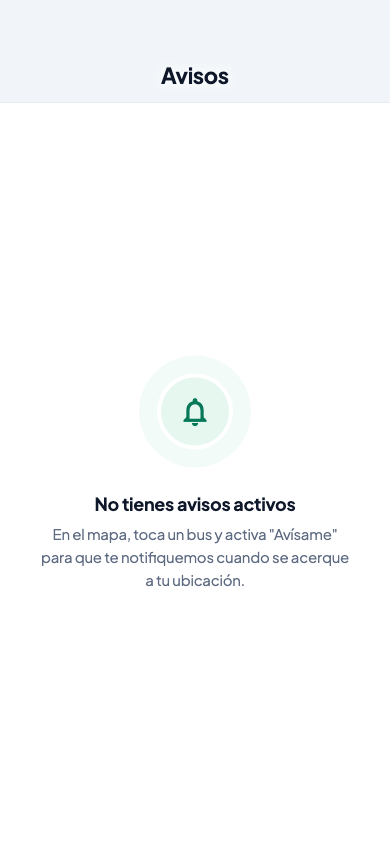 Avisos
No tienes avisos activos
En el mapa, toca un bus y activa "Avísame"
para que te notifiquemos cuando se acerque
a tu ubicación.